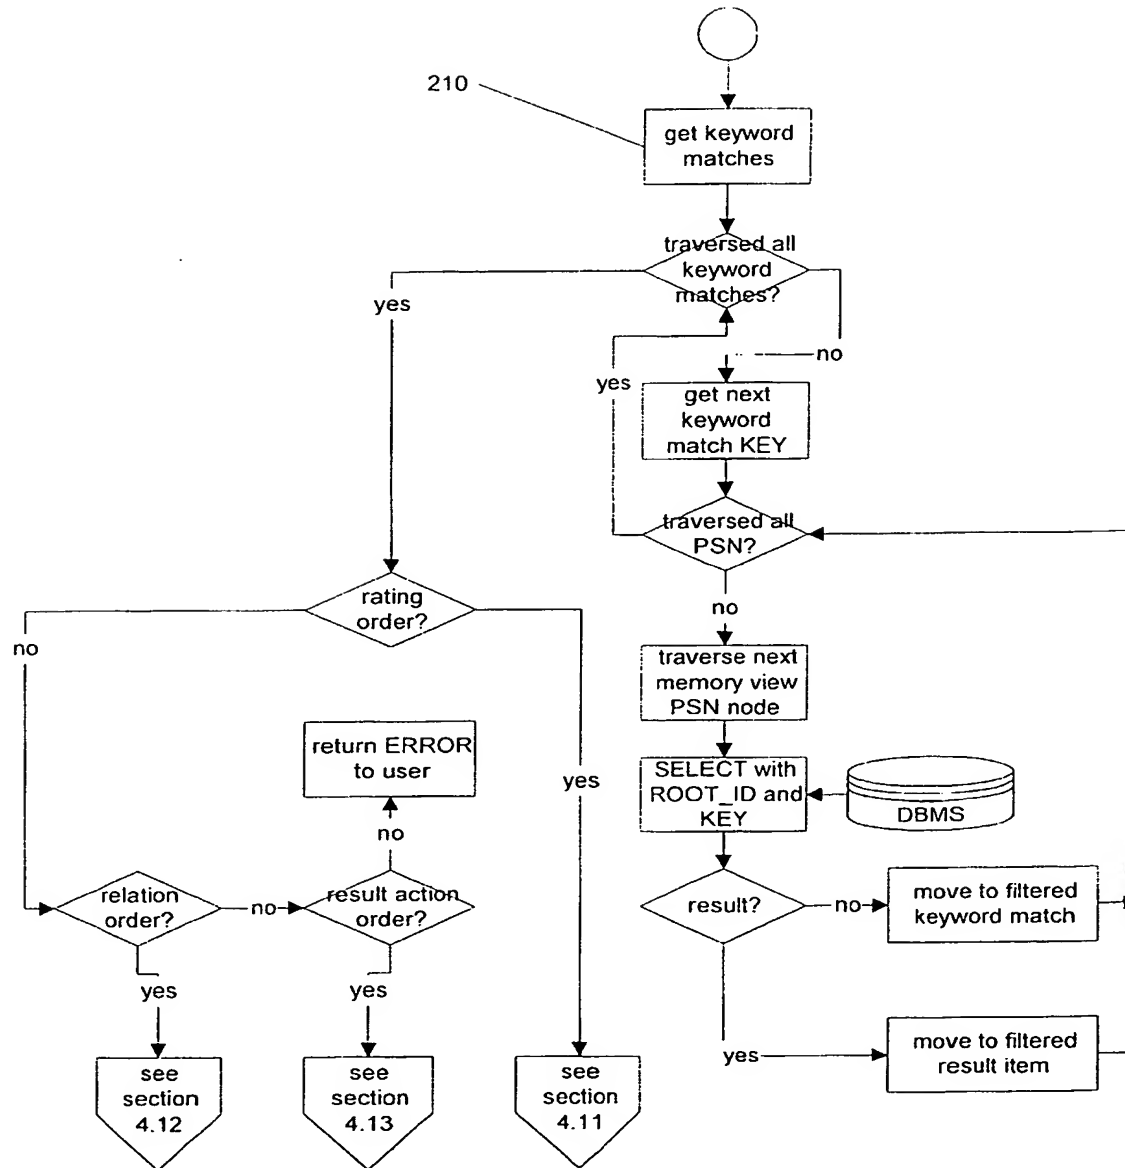 210
get keyword
matches
traversed all
keyword
matches?
yes
no
yes
get next
keyword
match KEY
traversed all
PSN?
rating
order?
no
no
traverse next
memory view
PSN node
return ERROR
to user
yes
SELECT with
ROOT_ID and
KEY
DBMS
no
relation
order?
no
result action
order?
result?
no
move to filtered
keyword match
yes
yes
yes
move to filtered
result item
see
section
4.12
see
section
4.13
see
section
4.11